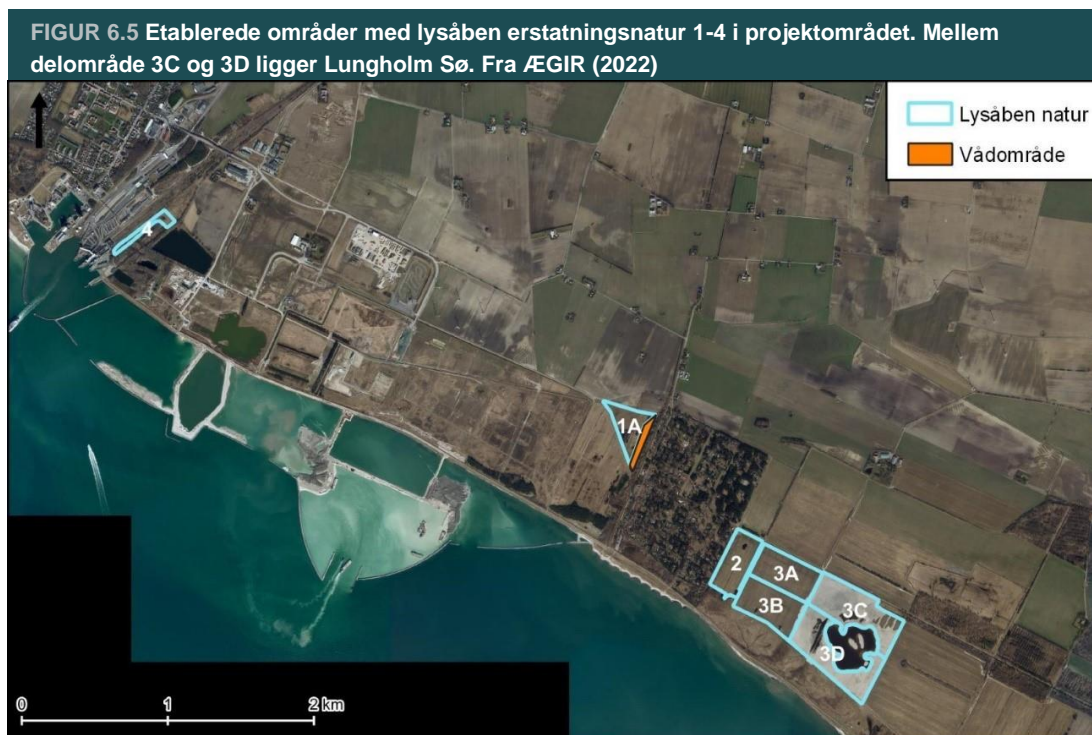 FIGUR 6.5 Etablerede områder med lysåben erstatningsnatur 1-4 i projektområdet. Mellem
delområde 3C og 3D ligger Lungholm Sø. Fra ÆGIR (2022)
Lysåben natur
Vådområde
4
1A
2
3A
3B
3C
3D
0 1 2 km